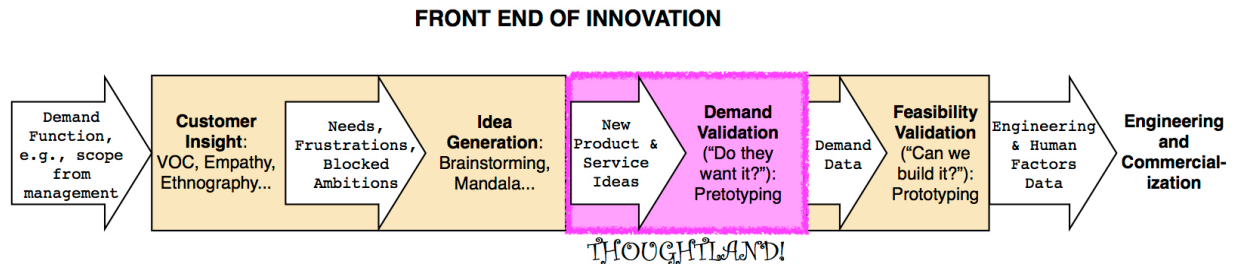 FRONT END OF INNOVATION
Demand
Function,
e.g., scope
from
management
Customer
Insight:
VOC, Empathy,
Ethnography...
Needs,
Frustrations,
Blocked
Ambitions
Idea
Generation:
Brainstorming,
Mandala...
New
Product &
Service
Ideas
Demand
Validation
(“Do they
want it?”):
Pretotyping
Demand
Data
Feasibility
Validation
(“Can we
build it?”):
Prototyping
Engineering
& Human
Factors
Data
Engineering
and
Commercial-
ization
THOUGHTLAND!